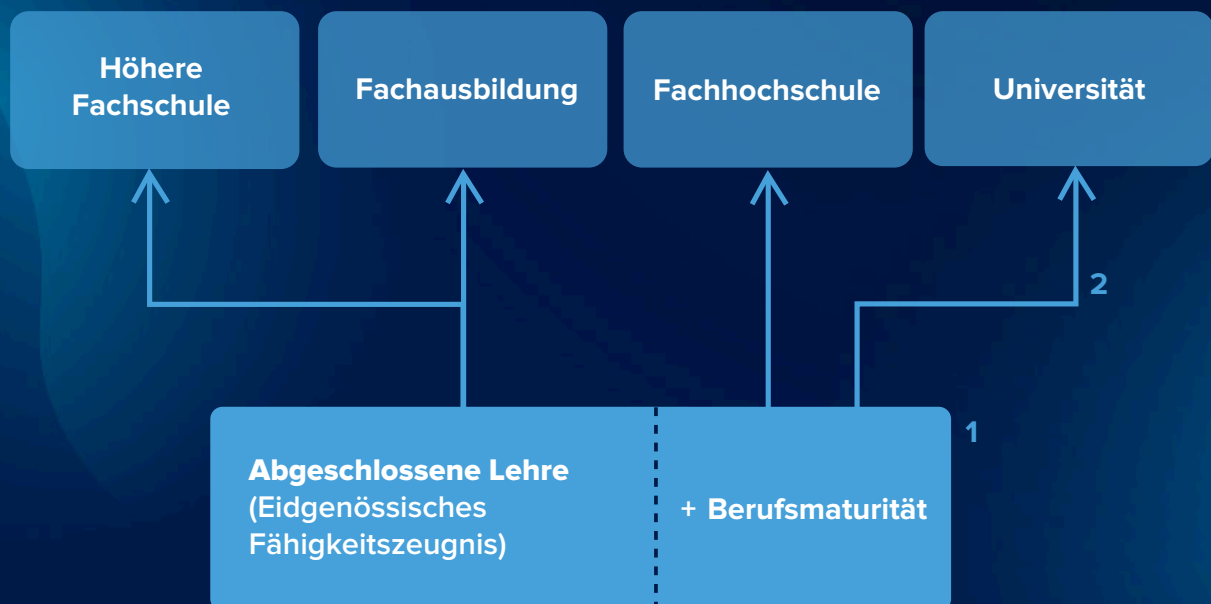 Höhere
Fachschule
Fachausbildung
Fachhochschule
Universität
2
1
Abgeschlossene Lehre
(Eidgenössisches
Fähigkeitszeugnis)
+ Berufsmaturität